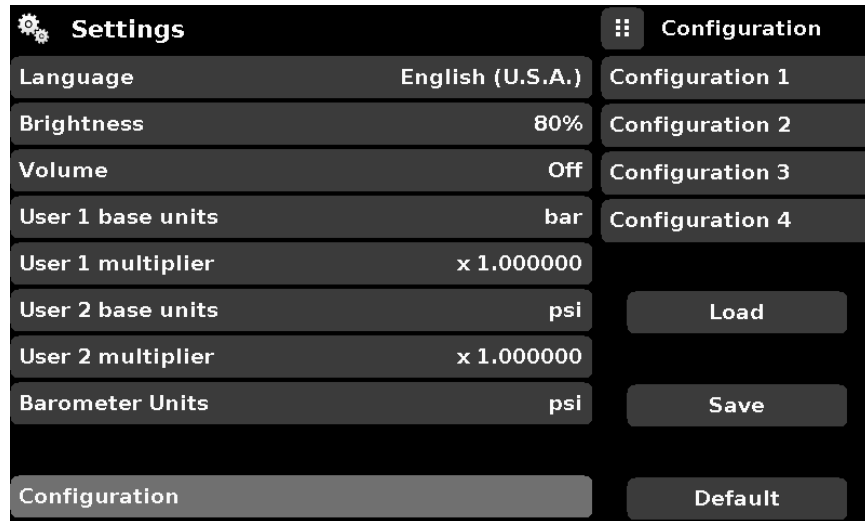 Settings
Language English (U.S.A.)
Brightness 80%
Volume Off
User 1 base units bar
User 1 multiplier x 1.000000
User 2 base units psi
User 2 multiplier x 1.000000
Barometer Units psi
Configuration
Configuration
Configuration 1
Configuration 2
Configuration 3
Configuration 4
Load
Save
Default